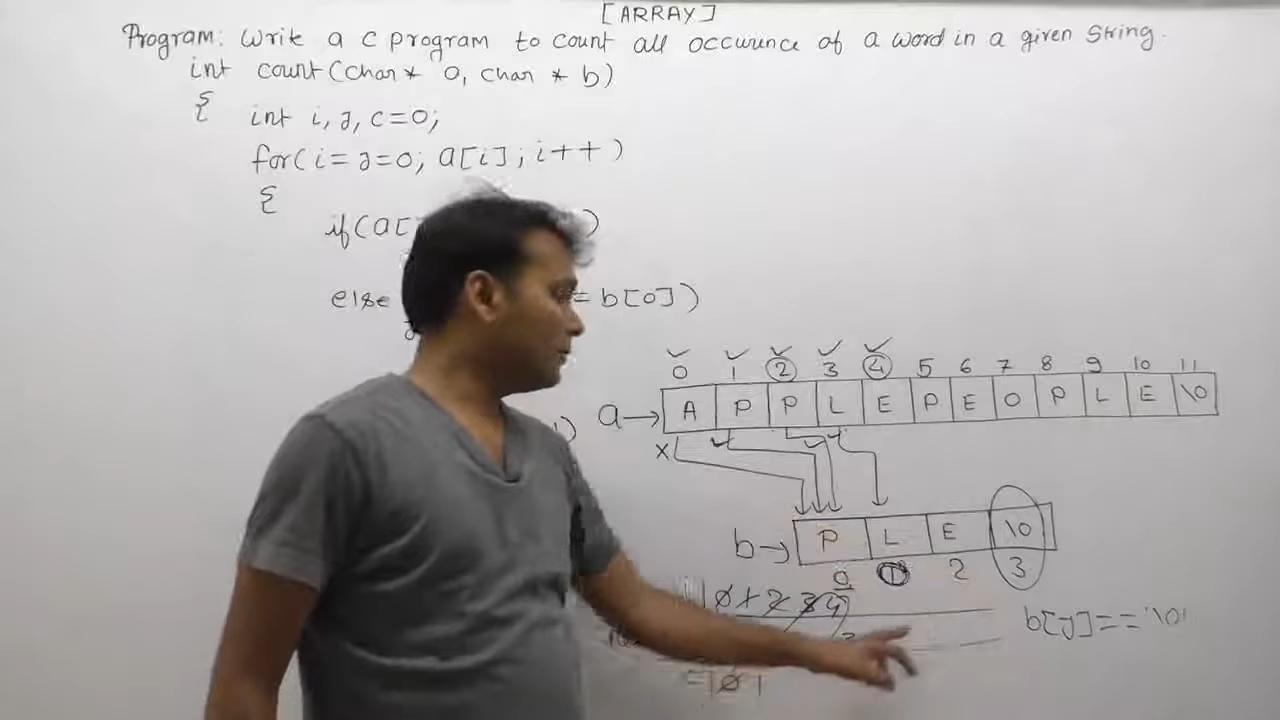 [ARRAY]
Program: Write a c program to count all occurunce of a word in a given string.
int count(char* a, char * b)
{ int i, j, c=0;
for(i=j=0; a[i]; i++)
{
if(a[ )
else = b[0])
0 1 2 3 4 5 6 7 8 9 10 11
a→ A P P L E P E O P L E \0
x
b→ P L E \0
0 1 2 3
0 1 2 3 4
b[j]=='\0'
= 0 1